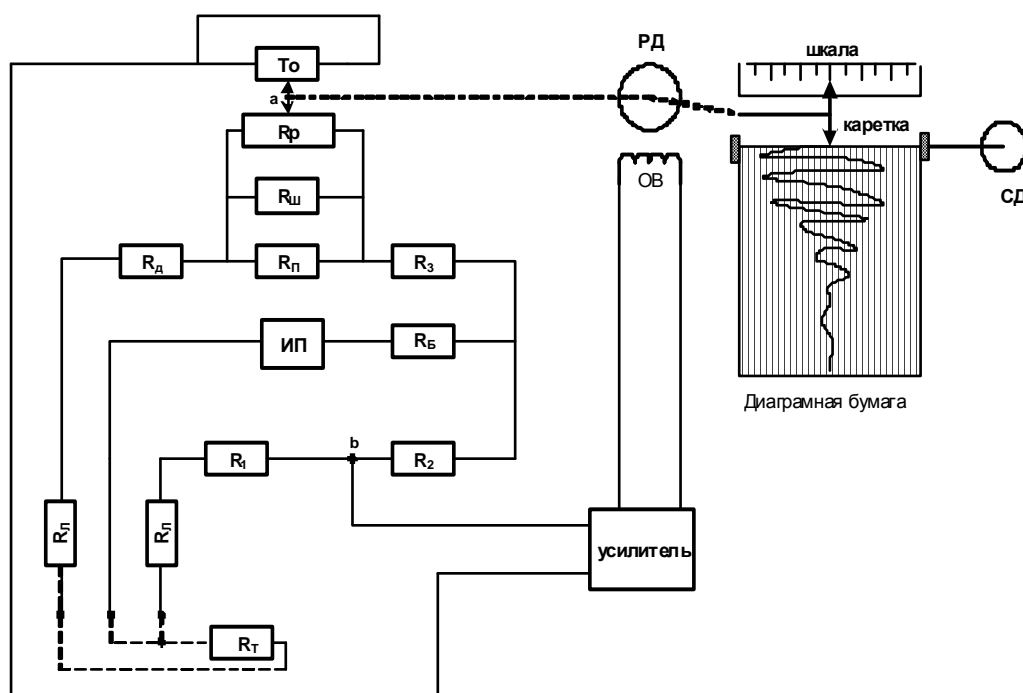 РД
шкала
То
a
Rр
каретка
ОВ
СД
RШ
RД
RП
R3
ИП
RБ
Диаграмная бумага
b
R1
R2
RЛ
RЛ
усилитель
RТ